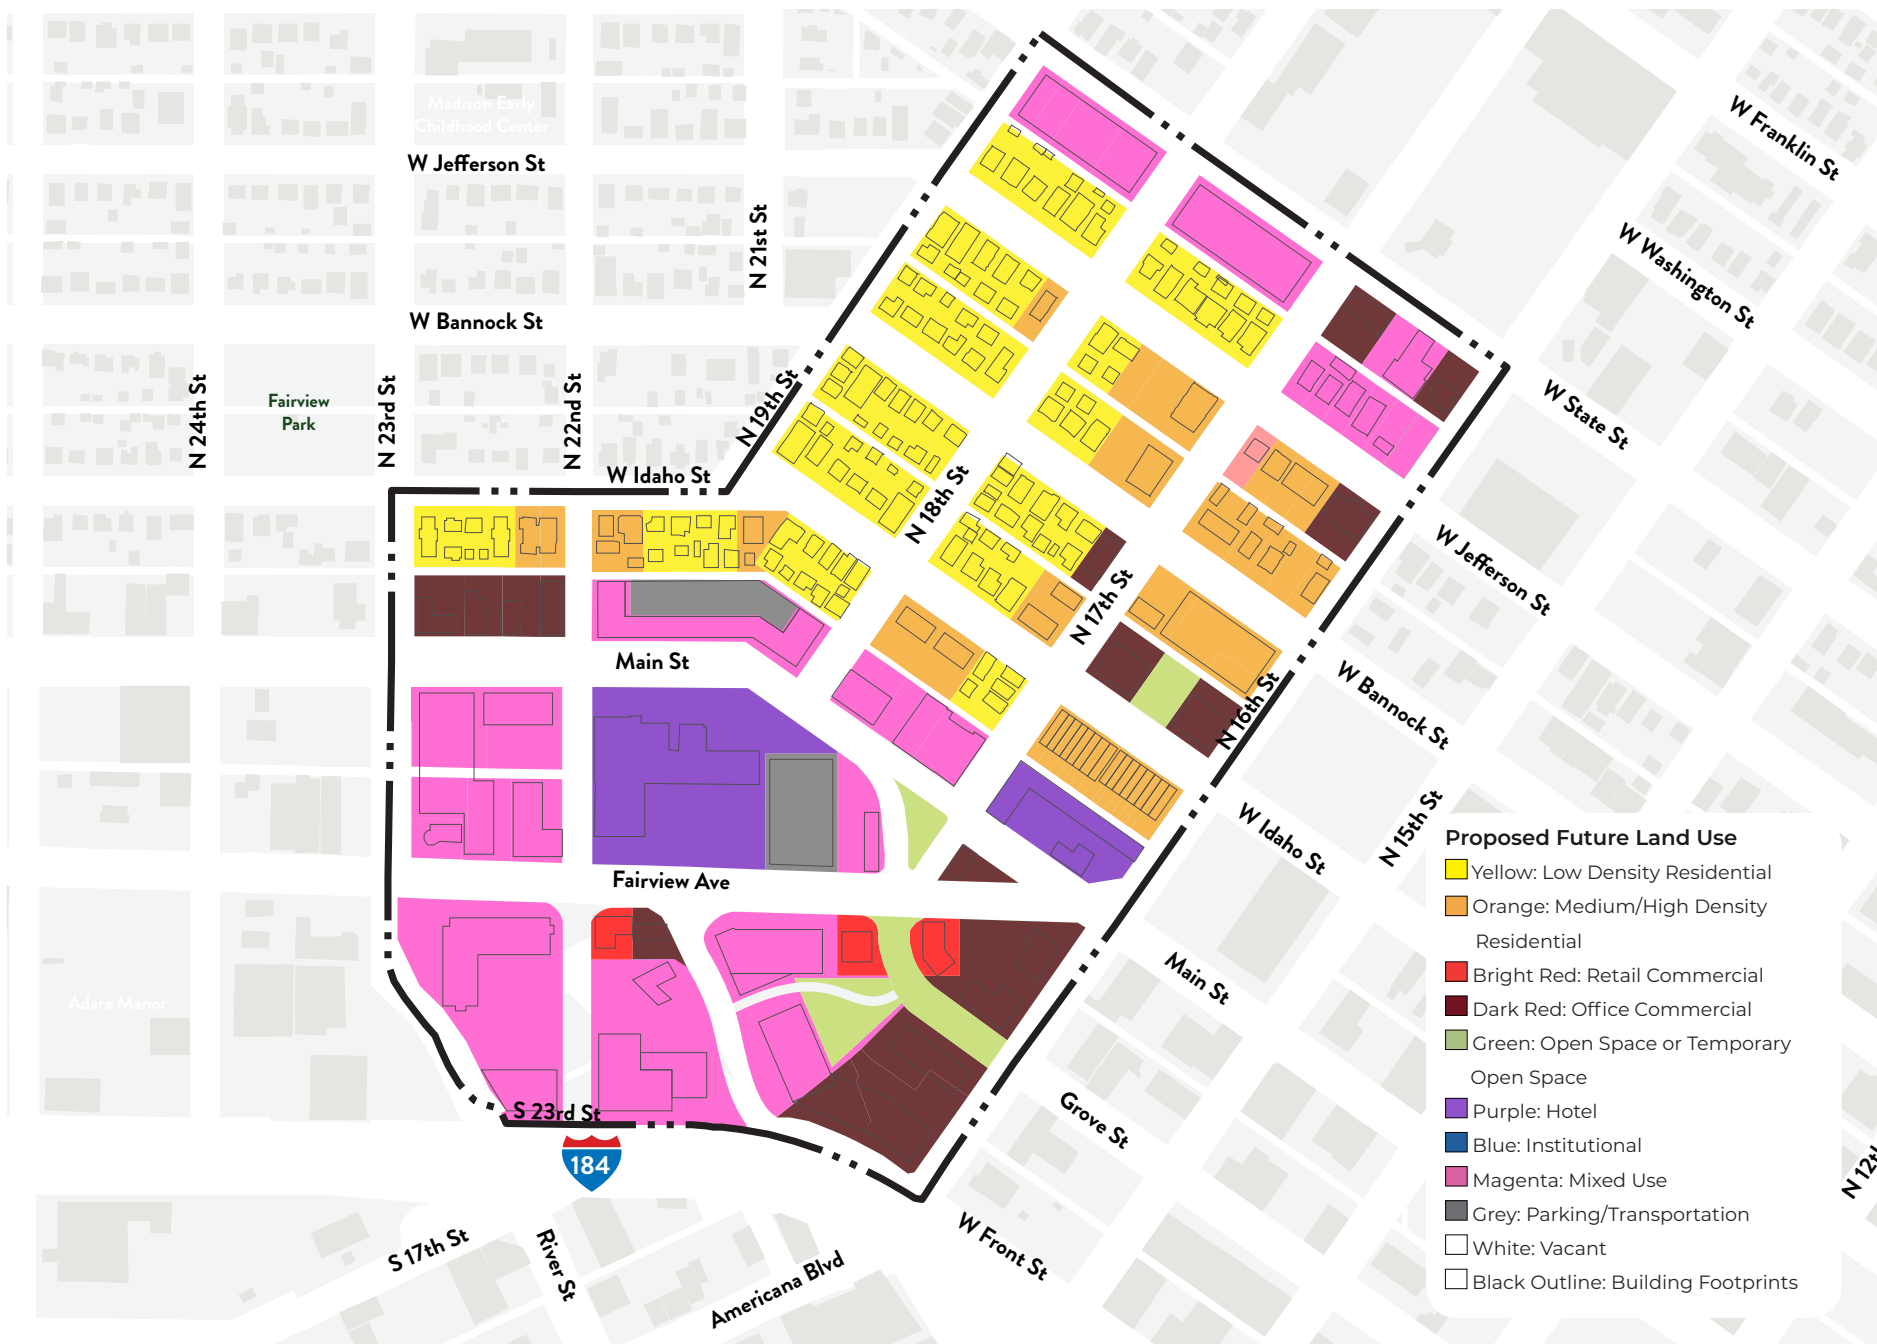 Madison Early
Childhood Center
W Jefferson St
W Franklin St
W Washington St
N 21st St
W Bannock St
N 24th St
Fairview
Park
N 23rd St
N 22nd St
N 19th St
W State St
W Idaho St
N 18th St
W Jefferson St
N 17th St
Main St
N 16th St
W Bannock St
N 15th St
W Idaho St
Fairview Ave
Main St
Adare Manor
S 23rd St
184
Grove St
N 12th
S 17th St
River St
Americana Blvd
W Front St
Proposed Future Land Use
Yellow: Low Density Residential
Orange: Medium/High Density
Residential
Bright Red: Retail Commercial
Dark Red: Office Commercial
Green: Open Space or Temporary
Open Space
Purple: Hotel
Blue: Institutional
Magenta: Mixed Use
Grey: Parking/Transportation
White: Vacant
Black Outline: Building Footprints